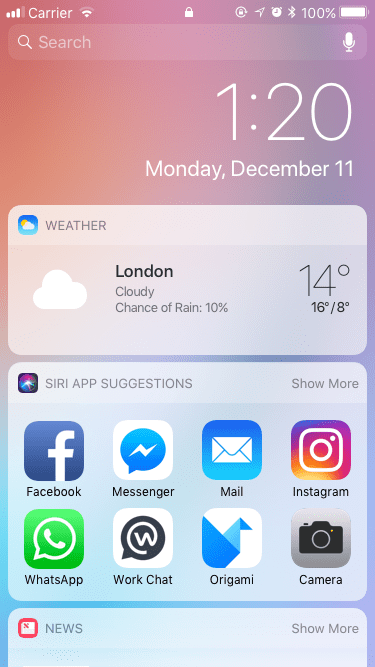 Carrier 100%
Search
1:20
Monday, December 11
WEATHER
London
Cloudy
Chance of Rain: 10%
14°
16°/8°
SIRI APP SUGGESTIONS Show More
Facebook Messenger Mail Instagram
WhatsApp Work Chat Origami Camera
NEWS Show More